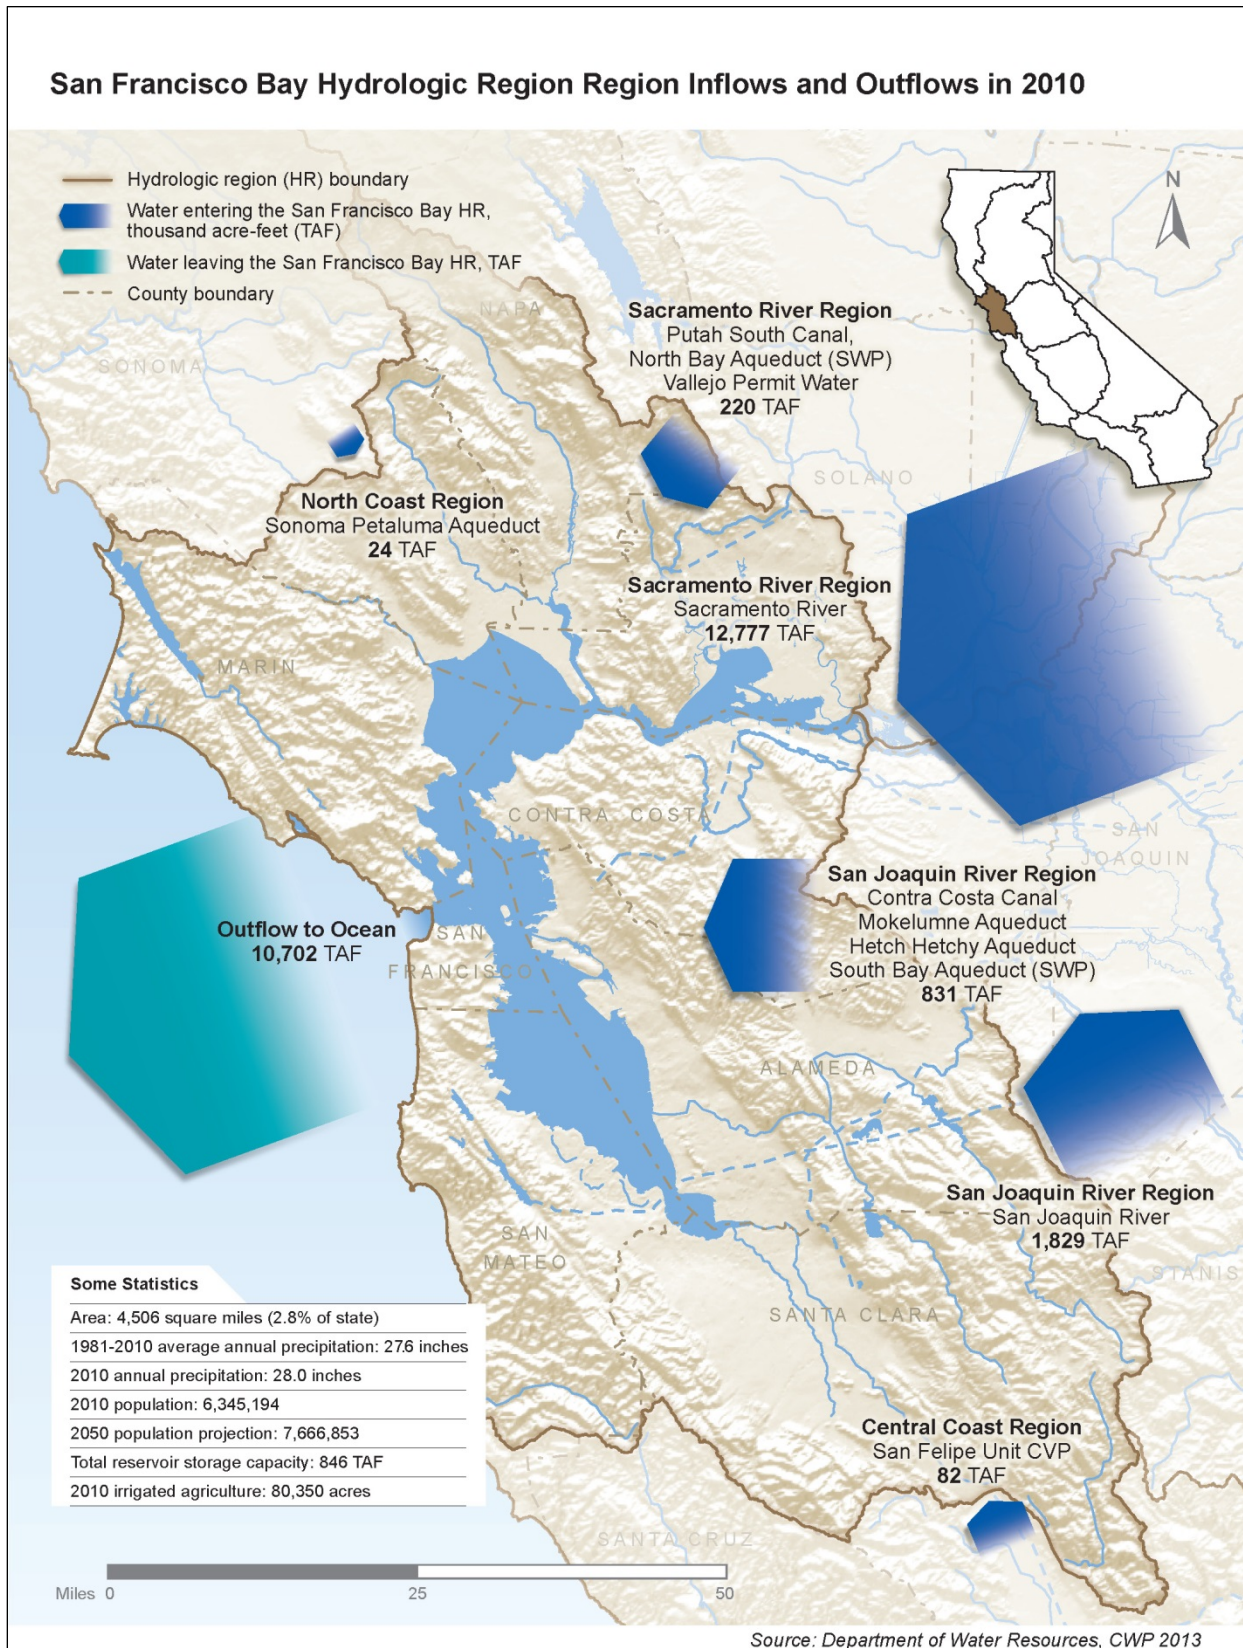 San Francisco Bay Hydrologic Region Region Inflows and Outflows in 2010
Hydrologic region (HR) boundary
Water entering the San Francisco Bay HR,
thousand acre-feet (TAF)
Water leaving the San Francisco Bay HR, TAF
County boundary
N
NAPA
SONOMA
Sacramento River Region
Putah South Canal,
North Bay Aqueduct (SWP)
Vallejo Permit Water
220 TAF
SOLANO
North Coast Region
Sonoma Petaluma Aqueduct
24 TAF
Sacramento River Region
Sacramento River
12,777 TAF
MARIN
CONTRA COSTA
SAN
JOAQUIN
San Joaquin River Region
Contra Costa Canal
Mokelumne Aqueduct
Hetch Hetchy Aqueduct
South Bay Aqueduct (SWP)
831 TAF
Outflow to Ocean
10,702 TAF
SAN
FRANCISCO
ALAMEDA
San Joaquin River Region
San Joaquin River
1,829 TAF
SAN
MATEO
STANIS
SANTA CLARA
Some Statistics
Area: 4,506 square miles (2.8% of state)
1981-2010 average annual precipitation: 27.6 inches
2010 annual precipitation: 28.0 inches
2010 population: 6,345,194
2050 population projection: 7,666,853
Total reservoir storage capacity: 846 TAF
2010 irrigated agriculture: 80,350 acres
Central Coast Region
San Felipe Unit CVP
82 TAF
SANTA CRUZ
Miles 0 25 50
Source: Department of Water Resources, CWP 2013